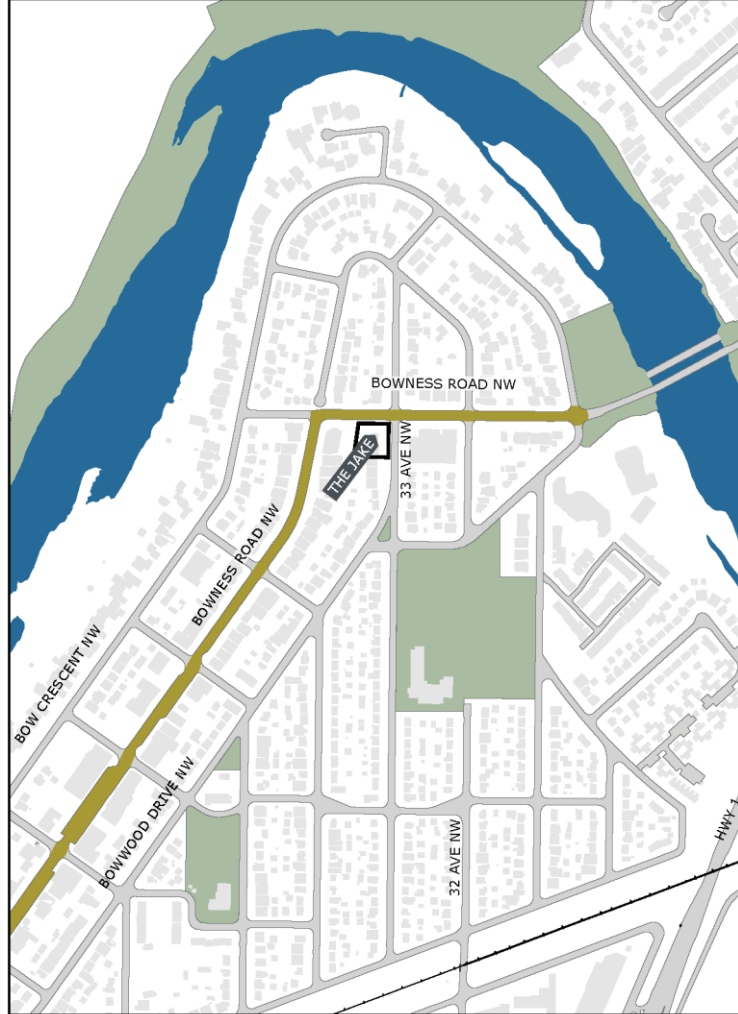 BOWNESS ROAD NW
THE JAKE
33 AVE NW
BOWNESS ROAD NW
BOW CRESCENT NW
BOWWOOD DRIVE NW
32 AVE NW
HWY 1